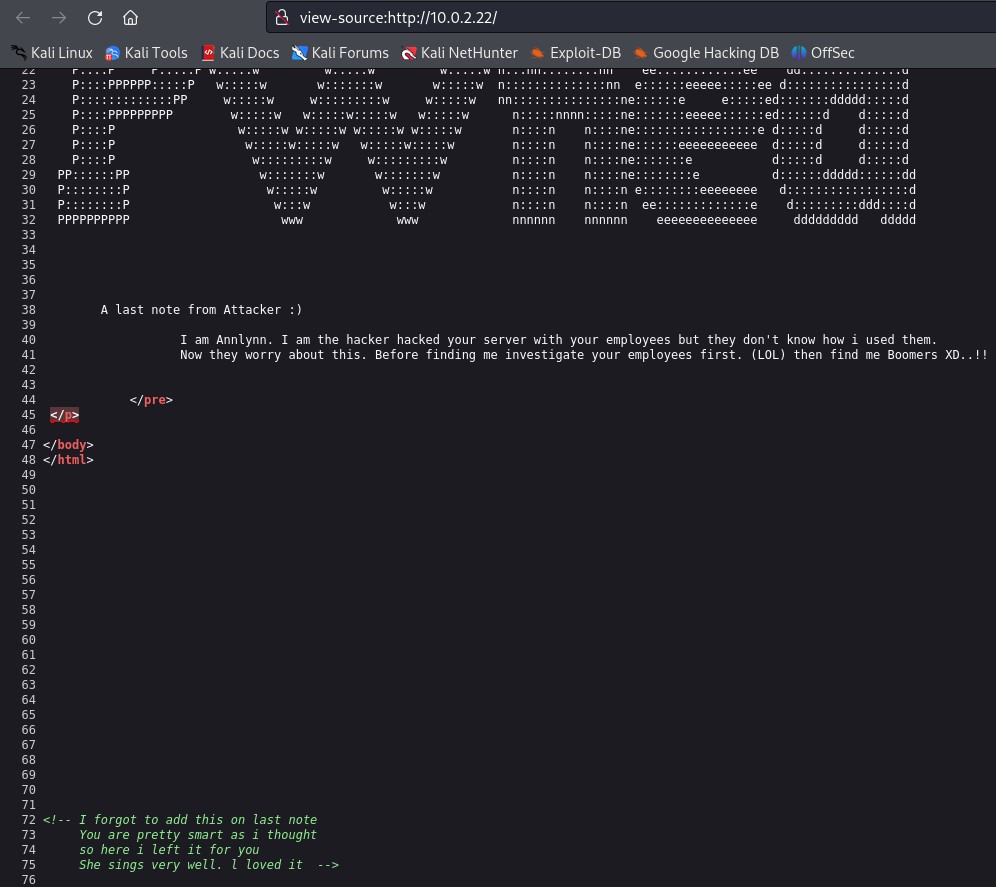 view-source:http://10.0.2.22/
Kali Linux Kali Tools Kali Docs Kali Forums Kali NetHunter Exploit-DB Google Hacking DB OffSec
22 P::::P P:::::P w:::::w w:::::w w:::::w n:::nn::::::::nn ee::::::::::::ee dd::::::::::::::d
23 P::::PPPPPP:::::P w:::::w w:::::::w w:::::w n::::::::::::::nn e::::::eeeee:::::ee d::::::::::::::::d
24 P:::::::::::::PP w:::::w w:::::::::w w:::::w nn:::::::::::::::ne::::::e e:::::ed:::::::ddddd:::::d
25 P::::PPPPPPPPP w:::::w w:::::w:::::w w:::::w n:::::nnnn:::::ne:::::::eeeee::::::ed::::::d d:::::d
26 P::::P w:::::w w:::::w w:::::w w:::::w n::::n n::::ne:::::::::::::::::e d:::::d d:::::d
27 P::::P w:::::w:::::w w:::::w:::::w n::::n n::::ne::::::eeeeeeeeeee d:::::d d:::::d
28 P::::P w:::::::::w w:::::::::w n::::n n::::ne:::::::e d:::::d d:::::d
29 PP::::::PP w:::::::w w:::::::w n::::n n::::ne::::::::e d::::::ddddd::::::dd
30 P::::::::P w:::::w w:::::w n::::n n::::n e::::::::eeeeeeee d:::::::::::::::::d
31 P::::::::P w:::w w:::w n::::n n::::n ee:::::::::::::e d:::::::::ddd::::d
32 PPPPPPPPPP www www nnnnnn nnnnnn eeeeeeeeeeeeee ddddddddd ddddd
33
34
35
36
37
38 A last note from Attacker :)
39
40 I am Annlynn. I am the hacker hacked your server with your employees but they don't know how i used them.
41 Now they worry about this. Before finding me investigate your employees first. (LOL) then find me Boomers XD..!!
42
43
44 </pre>
45 </p>
46
47 </body>
48 </html>
49
50
51
52
53
54
55
56
57
58
59
60
61
62
63
64
65
66
67
68
69
70
71
72 <!-- I forgot to add this on last note
73 You are pretty smart as i thought
74 so here i left it for you
75 She sings very well. l loved it -->
76